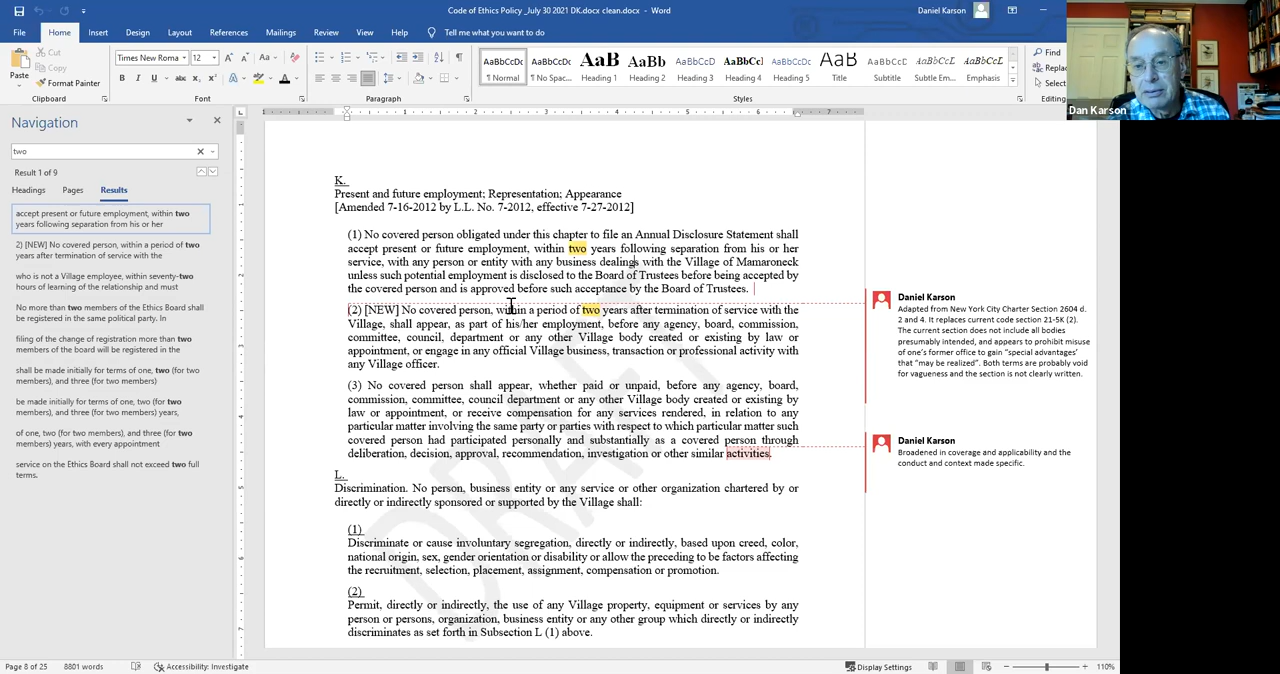 Code of Ethics Policy _July 30 2021 DK.docx clean.docx - Word
Daniel Karson
File Home Insert Design Layout References Mailings Review View Help Tell me what you want to do
Paste
Cut
Copy
Format Painter
Clipboard
Times New Roma 12
Font
Paragraph
AaBbCcDc AaBbCcDc AaBbC AaBb AaBbCcD AaBbCc AaBbCcDc AaB AaBbCcD AaBbCcL AaBbCcL
¶ Normal ¶ No Spac... Heading 1 Heading 2 Heading 3 Heading 4 Heading 5 Title Subtitle Subtle Em... Emphasis
Styles
Find
Replac
Select
Editing
Dan Karson
Navigation
two
Result 1 of 9
Headings Pages Results
accept present or future employment, within two
years following separation from his or her
2) [NEW] No covered person, within a period of two
years after termination of service with the
who is not a Village employee, within seventy-two
hours of learning of the relationship and must
No more than two members of the Ethics Board shall
be registered in the same political party. In
filing of the change of registration more than two
members of the board will be registered in the
shall be made initially for terms of one, two (for two
members), and three (for two members)
be made initially for terms of one, two (for two
members), and three (for two members) years,
of one, two (for two members), and three (for two
members) years, with every appointment
service on the Ethics Board shall not exceed two full
terms.
K.
Present and future employment; Representation; Appearance
[Amended 7-16-2012 by L.L. No. 7-2012, effective 7-27-2012]
(1) No covered person obligated under this chapter to file an Annual Disclosure Statement shall
accept present or future employment, within two years following separation from his or her
service, with any person or entity with any business dealings with the Village of Mamaroneck
unless such potential employment is disclosed to the Board of Trustees before being accepted by
the covered person and is approved before such acceptance by the Board of Trustees.
(2) [NEW] No covered person, within a period of two years after termination of service with the
Village, shall appear, as part of his/her employment, before any agency, board, commission,
committee, council, department or any other Village body created or existing by law or
appointment, or engage in any official Village business, transaction or professional activity with
any Village officer.
(3) No covered person shall appear, whether paid or unpaid, before any agency, board,
commission, committee, council department or any other Village body created or existing by
law or appointment, or receive compensation for any services rendered, in relation to any
particular matter involving the same party or parties with respect to which particular matter such
covered person had participated personally and substantially as a covered person through
deliberation, decision, approval, recommendation, investigation or other similar activities.
L.
Discrimination. No person, business entity or any service or other organization chartered by or
directly or indirectly sponsored or supported by the Village shall:
(1)
Discriminate or cause involuntary segregation, directly or indirectly, based upon creed, color,
national origin, sex, gender orientation or disability or allow the preceding to be factors affecting
the recruitment, selection, placement, assignment, compensation or promotion.
(2)
Permit, directly or indirectly, the use of any Village property, equipment or services by any
person or persons, organization, business entity or any other group which directly or indirectly
discriminates as set forth in Subsection L (1) above.
DRAFT
Daniel Karson
Adapted from New York City Charter Section 2604 d.
2 and 4. It replaces current code section 21-5K (2).
The current section does not include all bodies
presumably intended, and appears to prohibit misuse
of one's former office to gain "special advantages'
that "may be realized". Both terms are probably void
for vagueness and the section is not clearly written.
Daniel Karson
Broadened in coverage and applicability and the
conduct and context made specific.
Page 8 of 25 8801 words Accessibility: Investigate Display Settings 110%